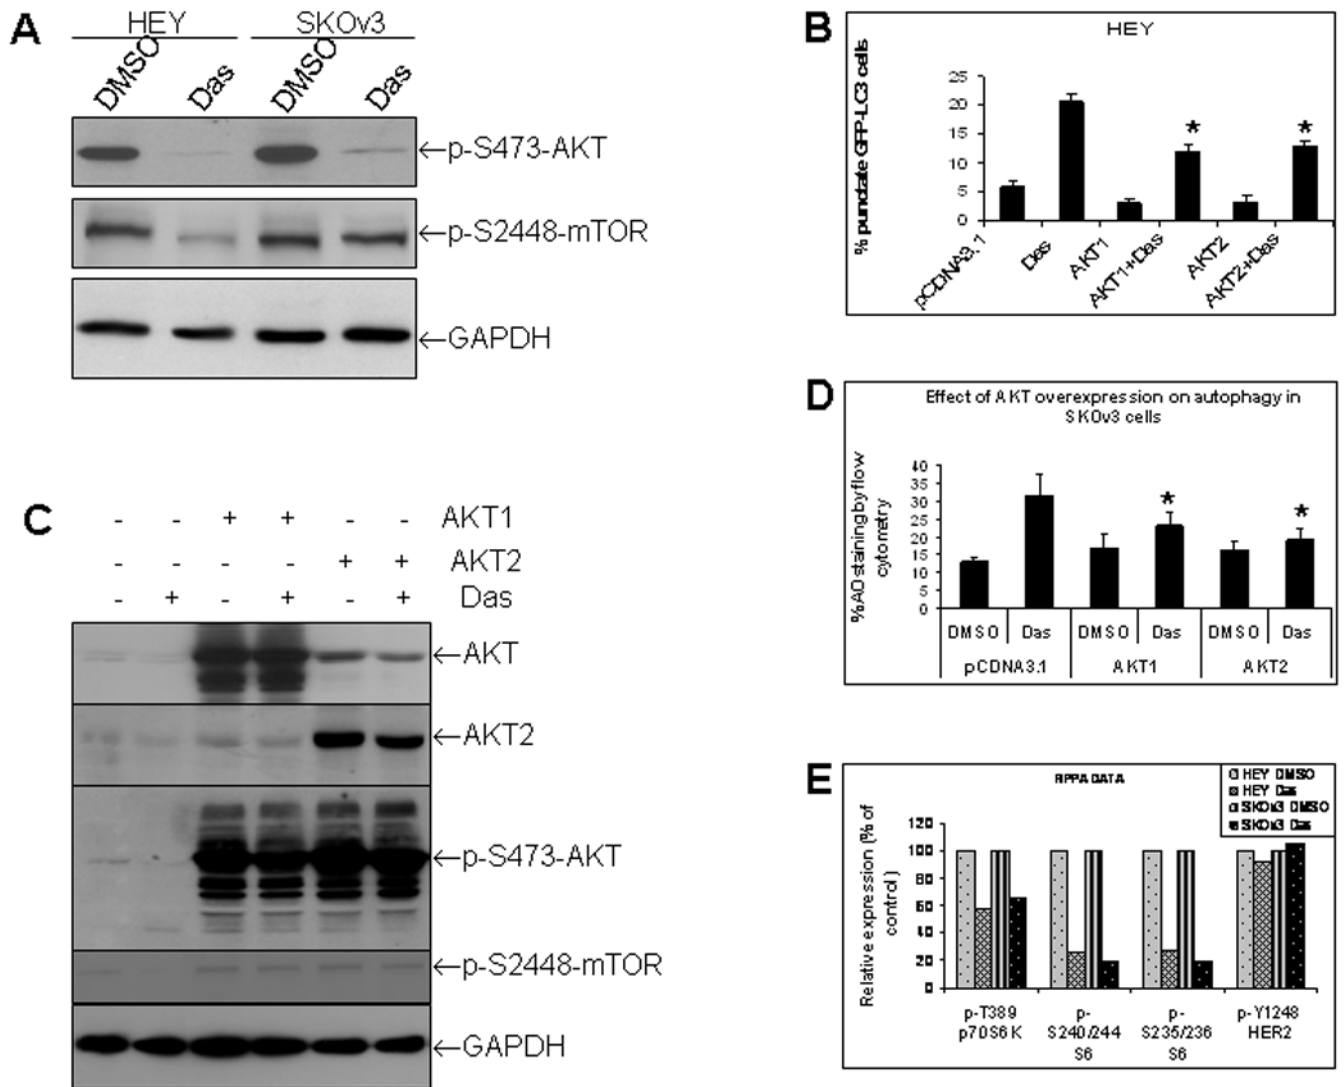 A
HEY SKOv3
DMSO Das DMSO Das
←p-S473-AKT
←p-S2448-mTOR
←GAPDH
B
HEY
% punctate GFP-LC3 cells
25
20
15
10
5
0
* *
pCDNA3.1 Das AKT1 AKT1+Das AKT2 AKT2+Das
C
- - + + - - AKT1
- - - - + + AKT2
- + - + - + Das
←AKT
←AKT2
←p-S473-AKT
←p-S2448-mTOR
←GAPDH
D
Effect of AKT overexpression on autophagy in
SKOv3 cells
%AO staining by flow
cytometry
40
35
30
25
20
15
10
5
0
* *
DMSO Das DMSO Das DMSO Das
pCDNA3.1 AKT1 AKT2
E
RPPA DATA
HEY DMSO
HEY Das
SKOv3 DMSO
SKOv3 Das
Relative expression (% of
control)
120
100
80
60
40
20
0
p-T389 p- p- p-Y1248
p70S6K S240/244 S235/236 HER2
S6 S6